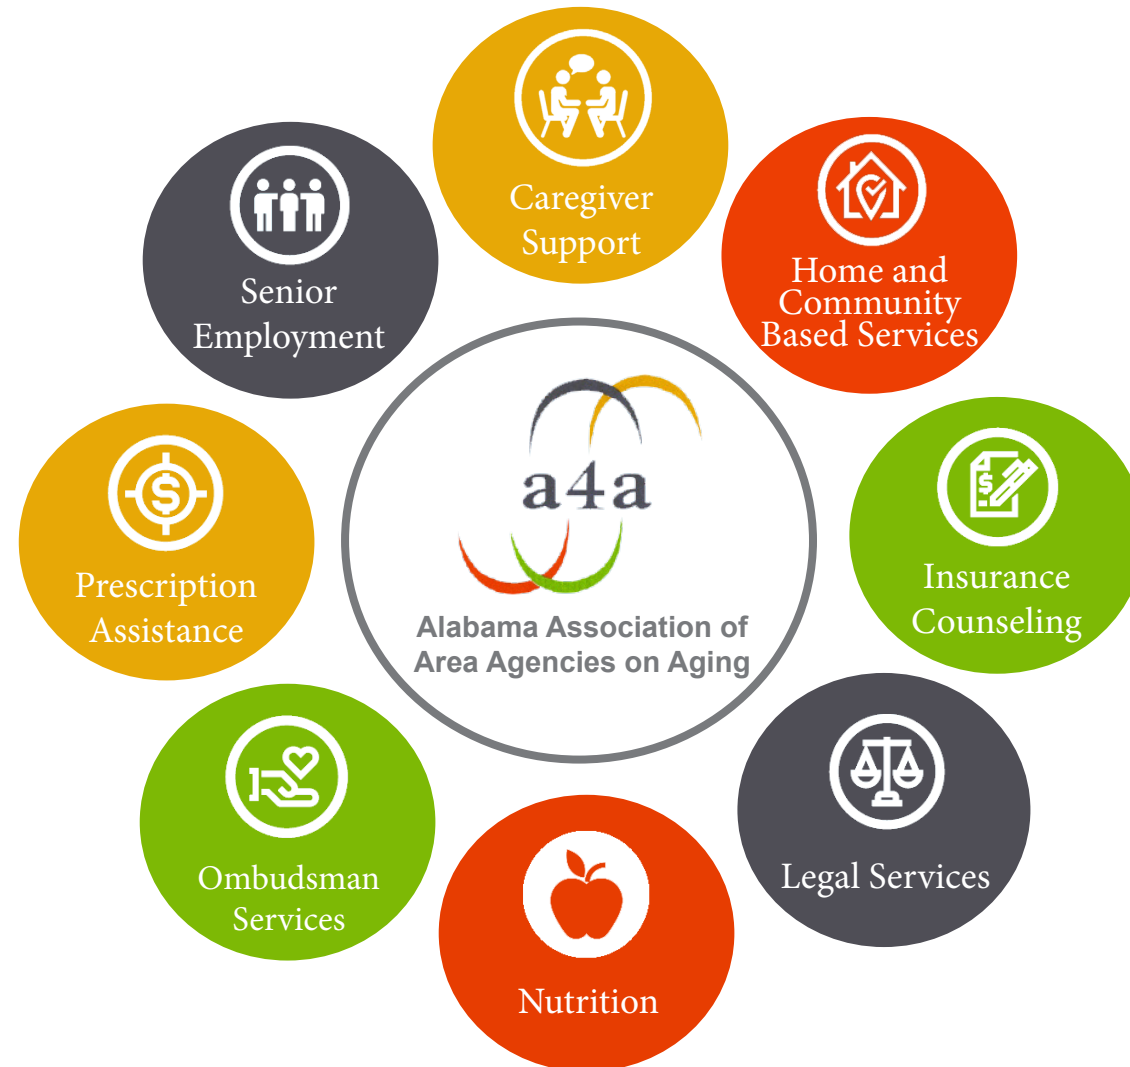 Caregiver
Support
Home and
Community
Based Services
Insurance
Counseling
Legal Services
Nutrition
Ombudsman
Services
Prescription
Assistance
Senior
Employment
a4a
Alabama Association of
Area Agencies on Aging